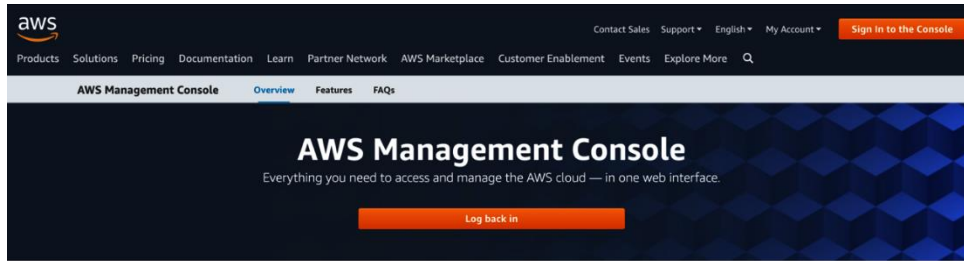 aws
Contact Sales Support English My Account Sign In to the Console
Products Solutions Pricing Documentation Learn Partner Network AWS Marketplace Customer Enablement Events Explore More
AWS Management Console Overview Features FAQs
AWS Management Console
Everything you need to access and manage the AWS cloud — in one web interface.
Log back in